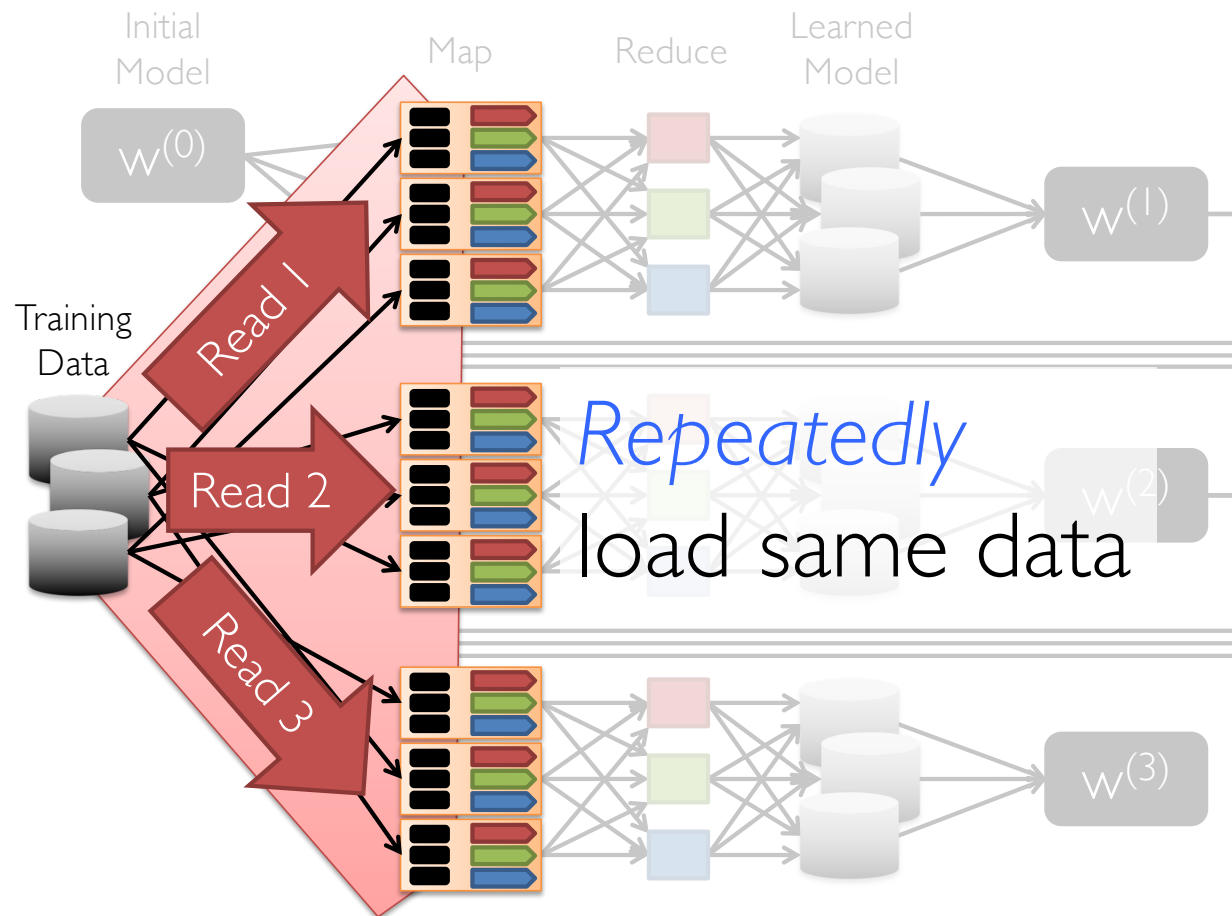 Initial
Model
Map
Reduce
Learned
Model
w(0)
w(1)
Training
Data
Read 1
Read 2
Read 3
Repeatedly
load same data
w(2)
w(3)